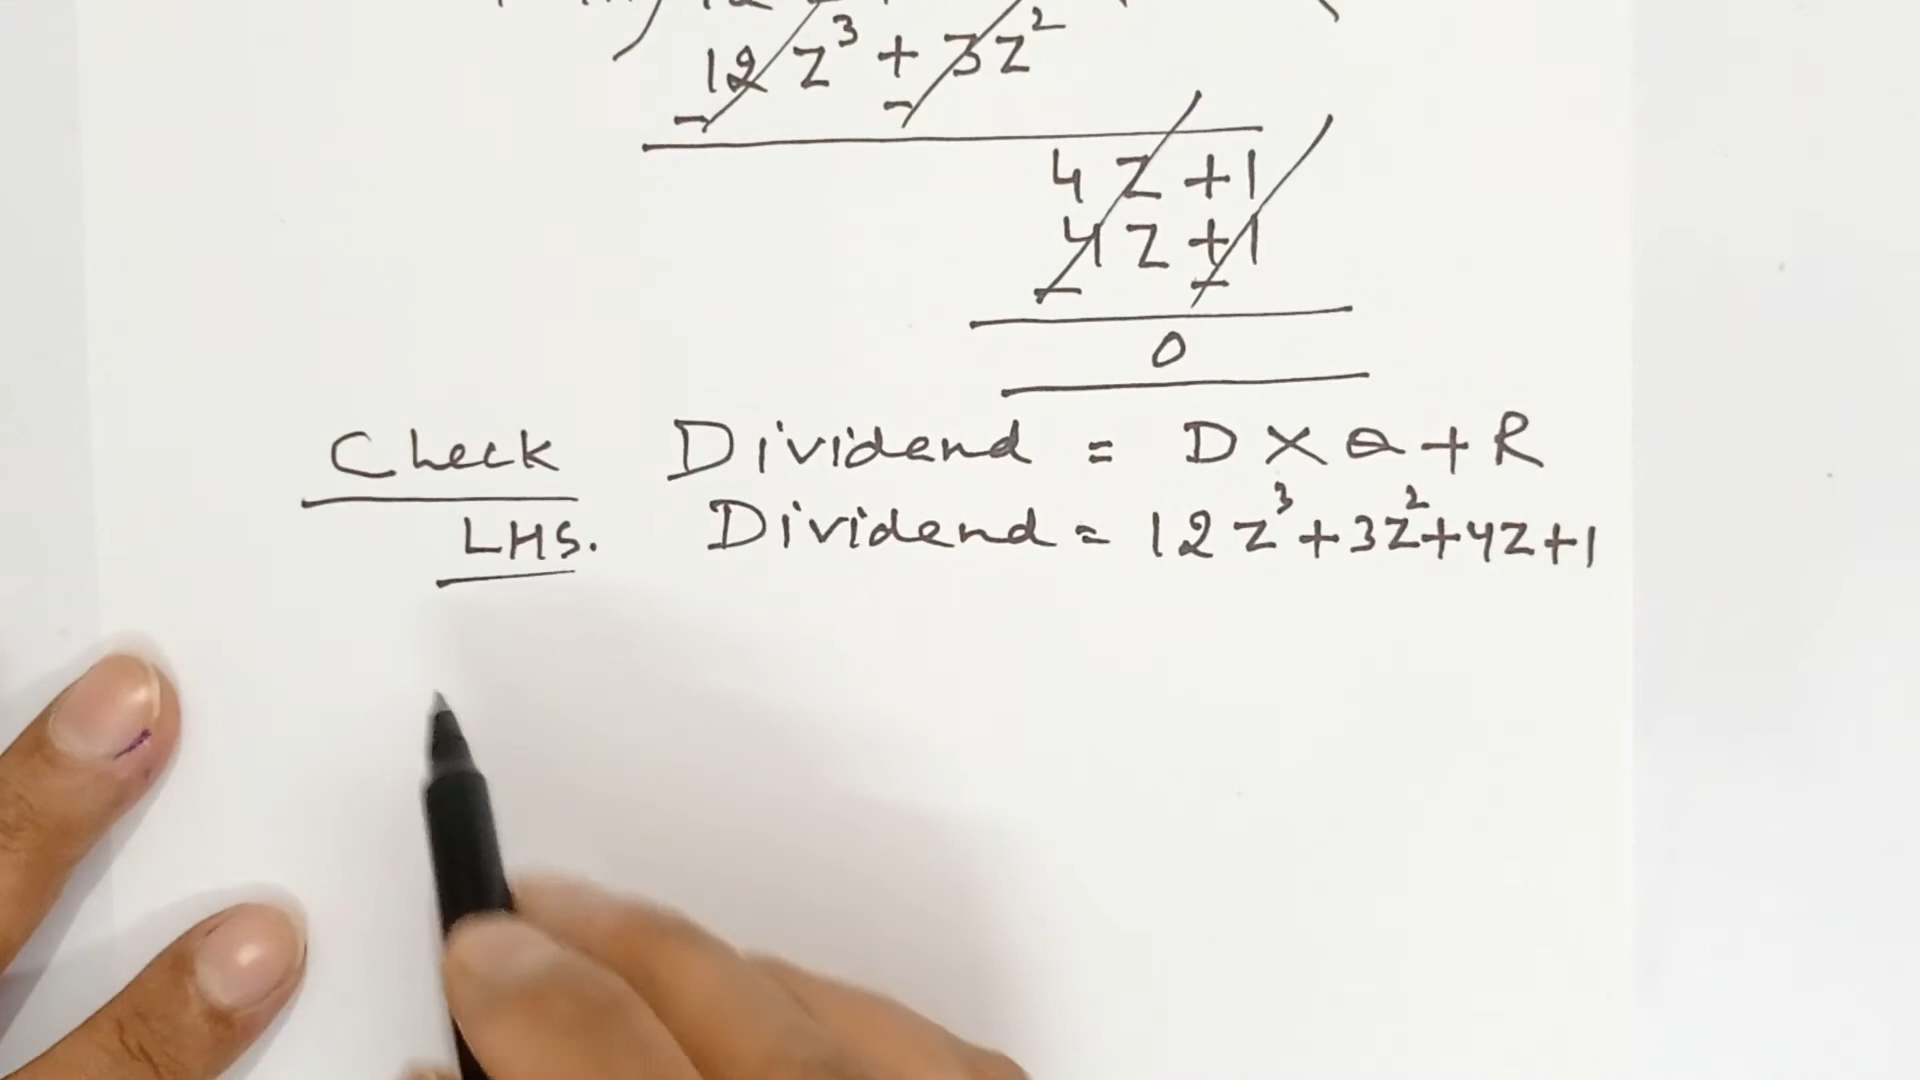 12z³ + 3z²
- -
4z +1
4z +1
- -
0
Check Dividend = D × Q + R
LHS. Dividend = 12z³+3z²+4z+1